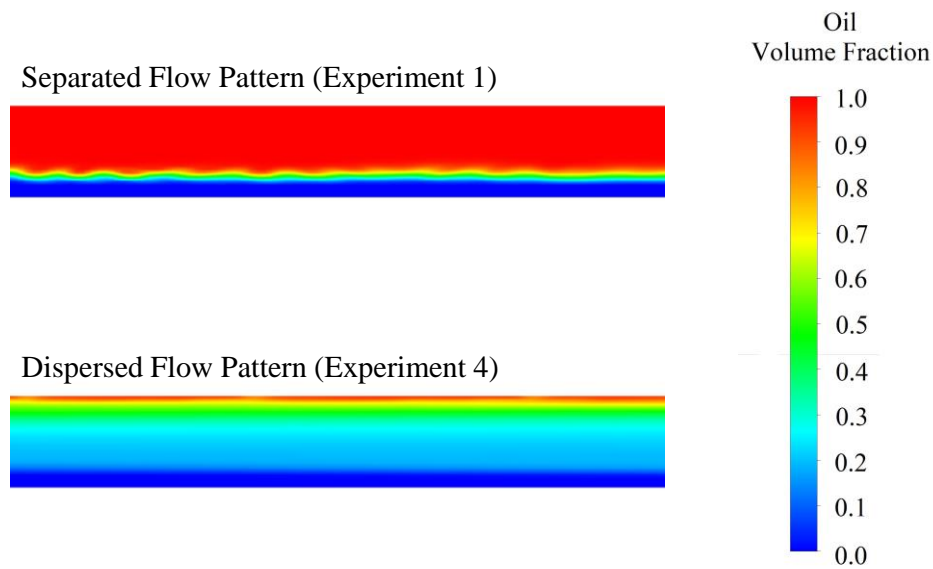 Oil
Volume Fraction
Separated Flow Pattern (Experiment 1)
1.0
0.9
0.8
0.7
0.6
0.5
0.4
0.3
0.2
0.1
0.0
Dispersed Flow Pattern (Experiment 4)